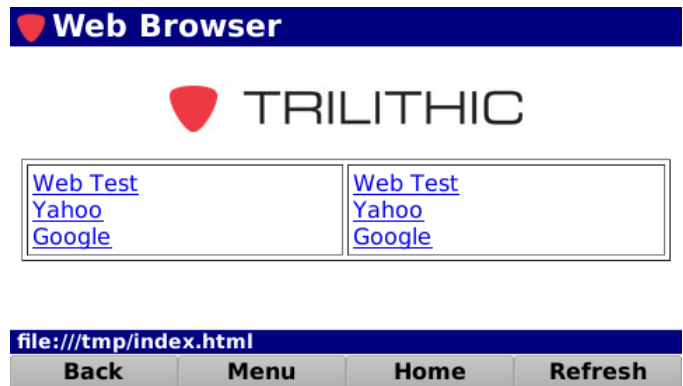 Web Browser
TRILITHIC
Web Test
Yahoo
Google
Web Test
Yahoo
Google
file:///tmp/index.html
Back Menu Home Refresh